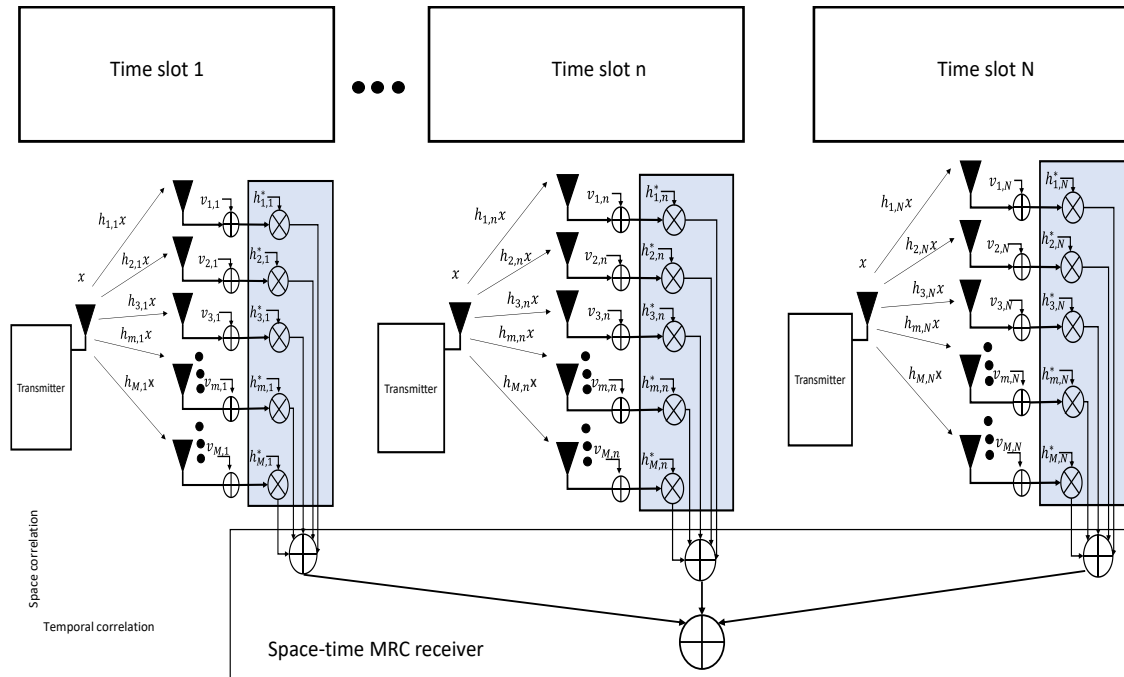 Time slot 1
Time slot n
Time slot N
h_{1,1}x
v_{1,1}
h^*_{1,1}
x
h_{2,1}x
v_{2,1}
h^*_{2,1}
h_{3,1}x
v_{3,1}
h^*_{3,1}
h_{m,1}x
v_{m,1}
h^*_{m,1}
h_{M,1}x
v_{M,1}
h^*_{M,1}
Transmitter
h_{1,n}x
v_{1,n}
h^*_{1,n}
x
h_{2,n}x
v_{2,n}
h^*_{2,n}
h_{3,n}x
v_{3,n}
h^*_{3,n}
h_{m,n}x
v_{m,n}
h^*_{m,n}
h_{M,n}x
v_{M,n}
h^*_{M,n}
Transmitter
h_{1,N}x
v_{1,N}
h^*_{1,N}
x
h_{2,N}x
v_{2,N}
h^*_{2,N}
h_{3,N}x
v_{3,N}
h^*_{3,N}
h_{m,N}x
v_{m,N}
h^*_{m,N}
h_{M,N}x
v_{M,N}
h^*_{M,N}
Transmitter
Space correlation
Temporal correlation
Space-time MRC receiver